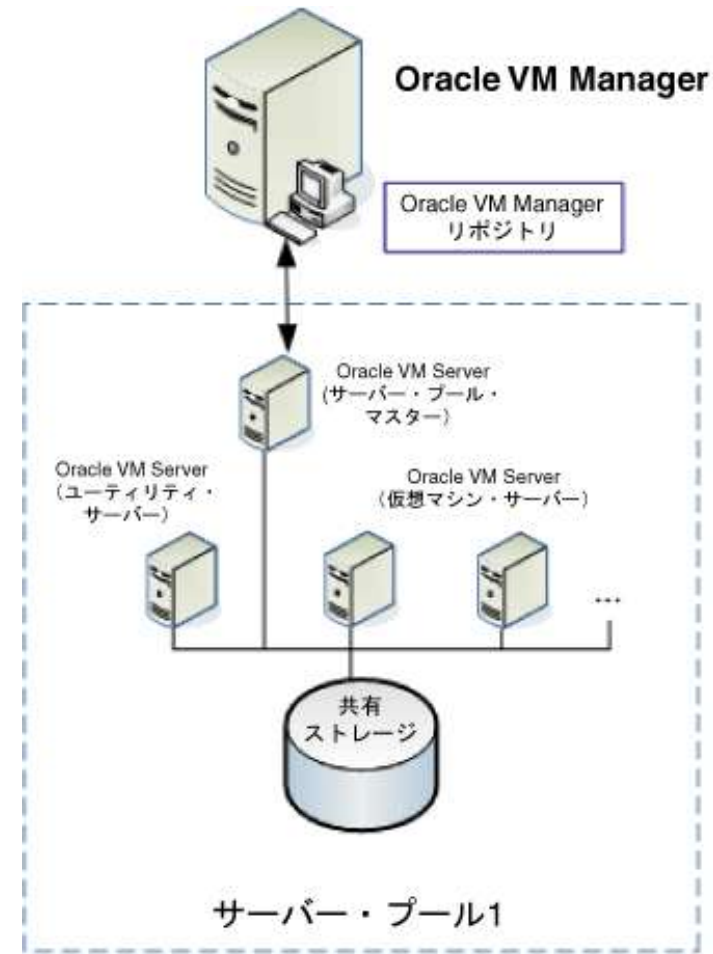 Oracle VM Manager
Oracle VM Manager
リポジトリ
Oracle VM Server
(サーバー・プール・
マスター）
Oracle VM Server
（ユーティリティ・
サーバー）
Oracle VM Server
（仮想マシン・サーバー）
...
共有
ストレージ
サーバー・プール1